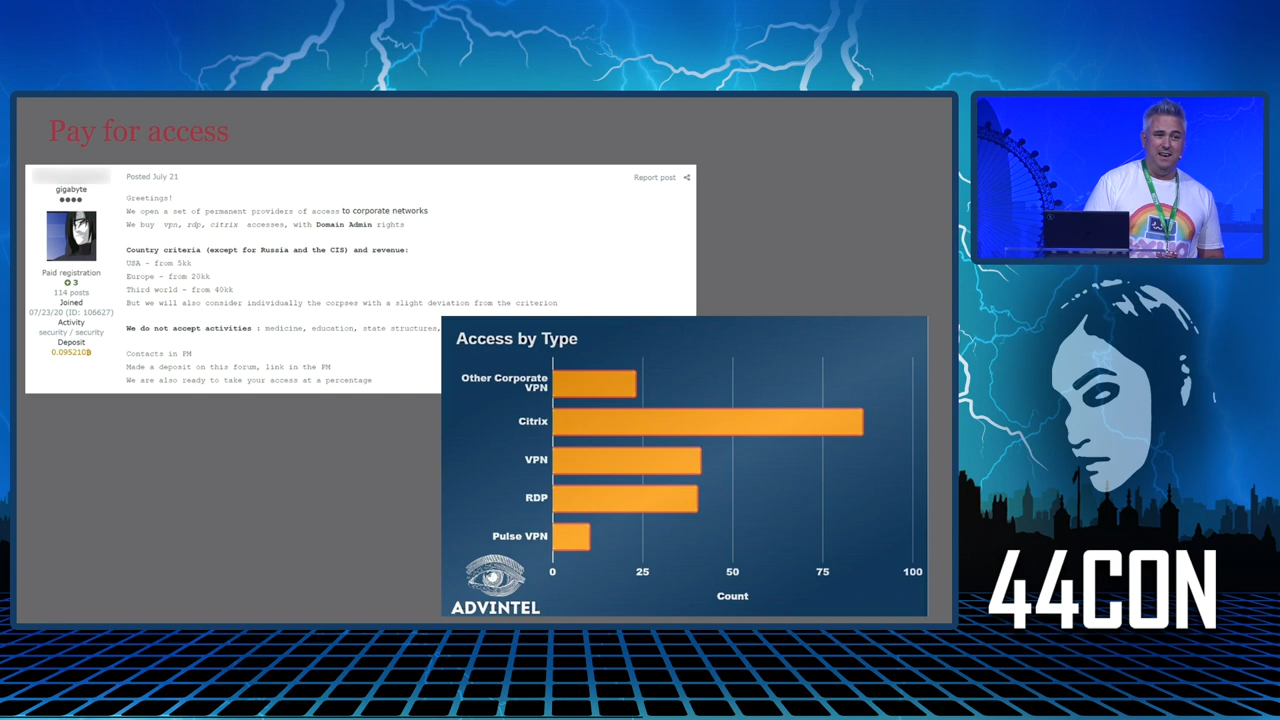 Pay for access
gigabyte
Paid registration
3
114 posts
Joined
07/23/20 (ID: 106627)
Activity
security / security
Deposit
0.095210฿
Posted July 21
Report post
Greetings!
We open a set of permanent providers of access to corporate networks
We buy vpn, rdp, citrix accesses, with Domain Admin rights
Country criteria (except for Russia and the CIS) and revenue:
USA - from 5kk
Europe - from 20kk
Third world - from 40kk
But we will also consider individually the corpses with a slight deviation from the criterion
We do not accept activities : medicine, education, state structures,
Contacts in PM
Made a deposit on this forum, link in the PM
We are also ready to take your access at a percentage
Access by Type
Other Corporate
VPN
Citrix
VPN
RDP
Pulse VPN
0 25 50 75 100
Count
ADVINTEL
44CON